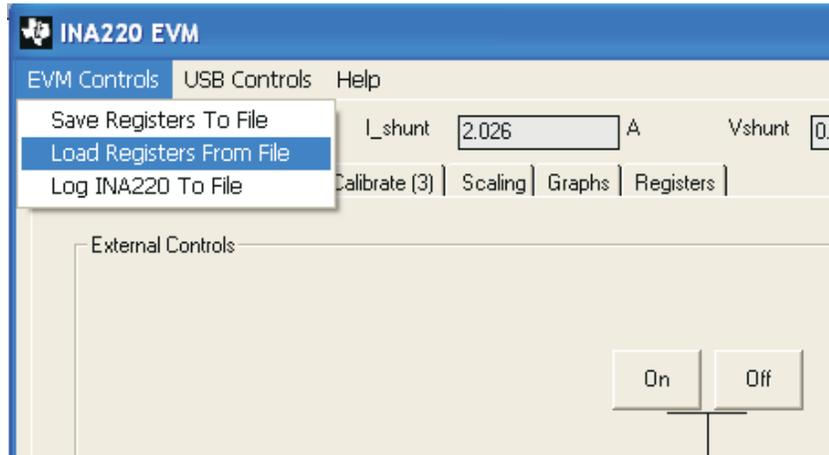 INA220 EVM
EVM Controls USB Controls Help
Save Registers To File
Load Registers From File
Log INA220 To File
I_shunt 2.026 A Vshunt 0.
Calibrate (3) Scaling Graphs Registers
External Controls
On Off